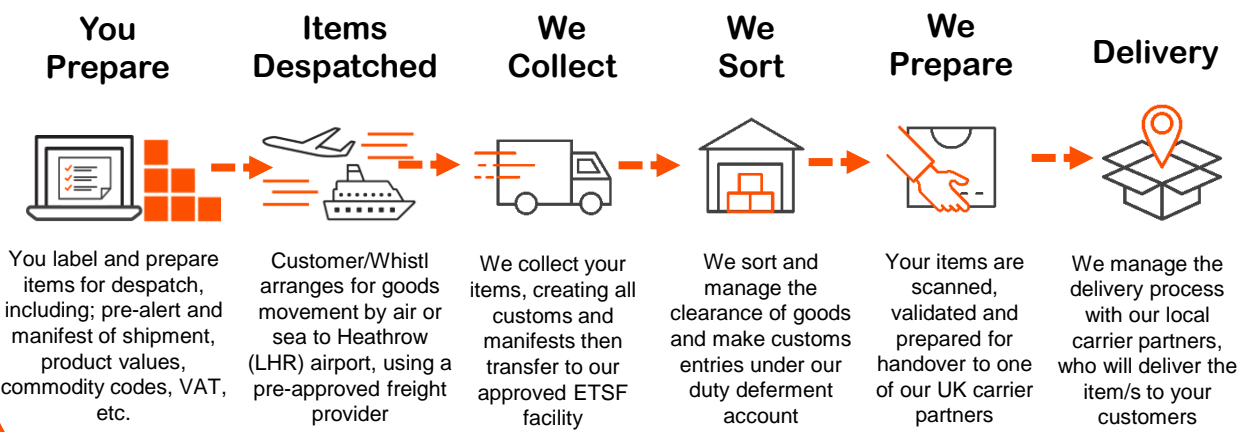 You
Prepare
Items
Despatched
We
Collect
We
Sort
We
Prepare
Delivery
You label and prepare
items for despatch,
including; pre-alert and
manifest of shipment,
product values,
commodity codes, VAT,
etc.
Customer/Whistl
arranges for goods
movement by air or
sea to Heathrow
(LHR) airport, using a
pre-approved freight
provider
We collect your
items, creating all
customs and
manifests then
transfer to our
approved ETSF
facility
We sort and
manage the
clearance of goods
and make customs
entries under our
duty deferment
account
Your items are
scanned,
validated and
prepared for
handover to one
of our UK carrier
partners
We manage the
delivery process
with our local
carrier partners,
who will deliver the
item/s to your
customers